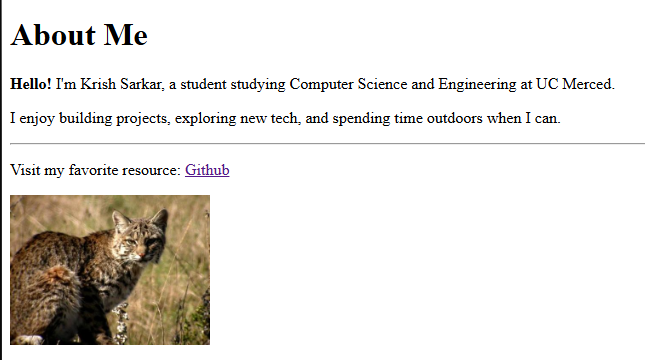 About Me
Hello! I'm Krish Sarkar, a student studying Computer Science and Engineering at UC Merced.
I enjoy building projects, exploring new tech, and spending time outdoors when I can.
Visit my favorite resource: Github